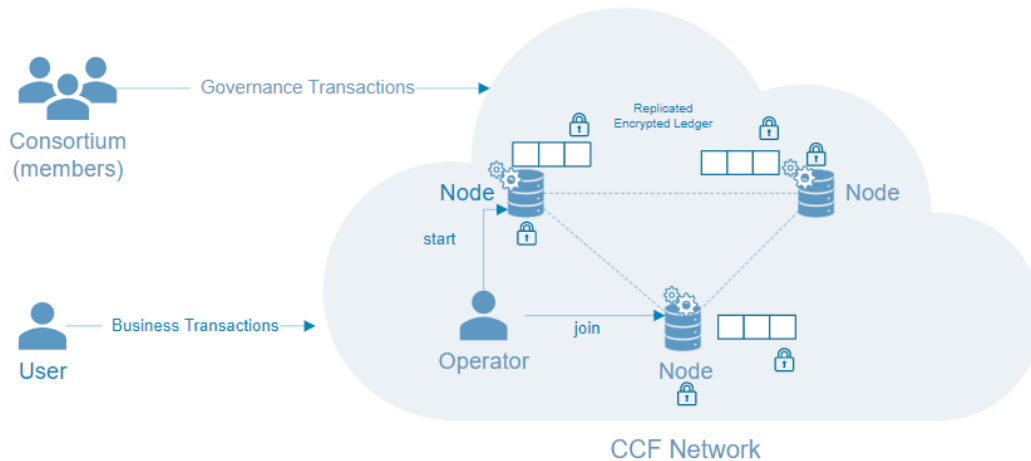 Governance Transactions
Consortium
(members)
Replicated
Encrypted Ledger
Node
Node
start
Business Transactions
User
Operator
join
Node
CCF Network